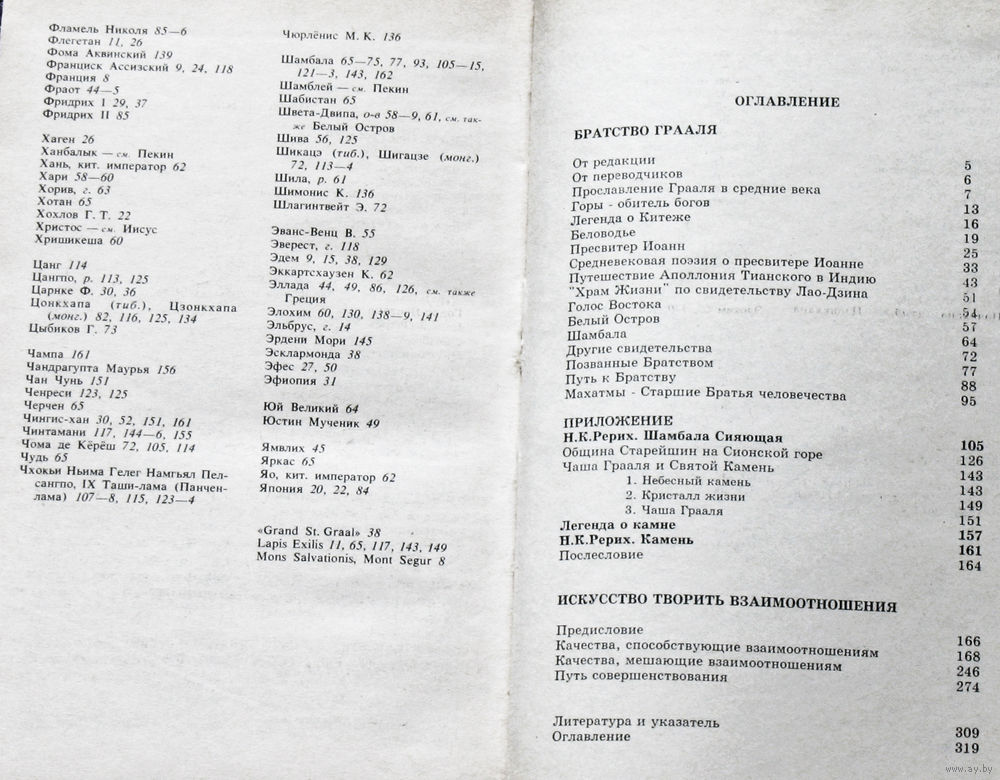 Фламель Николя 85—6
Флегетан 11, 26
Фома Аквинский 139
Франциск Ассизский 9, 24, 118
Франция 8
Фраот 44—5
Фридрих I 29, 37
Фридрих II 85
Хаген 26
Ханбалык — см. Пекин
Хань, кит. император 62
Хари 58—60
Хорив, г. 63
Хотан 65
Хохлов Г. Т. 22
Христос — см. Иисус
Хришикеша 60
Цанг 114
Цангпо, р. 113, 125
Царнке Ф. 30, 36
Цонкхапа (тиб.), Цзонкхапа
(монг.) 82, 116, 125, 134
Цыбиков Г. 73
Чампа 161
Чандрагупта Маурья 156
Чан Чунь 151
Ченреси 123, 125
Черчен 65
Чингис-хан 30, 52, 151, 161
Чинтамани 117, 144—6, 155
Чома де Кёрёш 72, 105, 114
Чудь 65
Чхокьи Ньима Гелег Намгьял Пел-
сангпо, IX Таши-лама (Панчен-
лама) 107—8, 115, 123—4
Чюрлёнис М. К. 136
Шамбала 65—75, 77, 93, 105—15,
121—3, 143, 162
Шамблей — см. Пекин
Шабистан 65
Швета-Двипа, о-в 58—9, 61, см. так-
же Белый Остров
Шива 56, 125
Шикацэ (тиб.), Шигацзе (монг.)
72, 113—4
Шила, р. 61
Шимонис К. 136
Шлагинтвейт Э. 72
Эванс-Венц В. 55
Эверест, г. 118
Эдем 9, 15, 38, 129
Эккартсхаузен К. 62
Эллада 44, 49, 86, 126, см. также
Греция
Элохим 60, 130, 138—9, 141
Эльбрус, г. 14
Эрдени Мори 145
Эсклармонда 38
Эфес 27, 50
Эфиопия 31
Юй Великий 64
Юстин Мученик 49
Ямвлих 45
Яркас 65
Яо, кит. император 62
Япония 20, 22, 84
«Grand St. Graal» 38
Lapis Exilis 11, 65, 117, 143, 149
Mons Salvationis, Mont Segur 8
ОГЛАВЛЕНИЕ
БРАТСТВО ГРААЛЯ
От редакции 5
От переводчиков 6
Прославление Грааля в средние века 7
Горы - обитель богов 13
Легенда о Китеже 16
Беловодье 19
Пресвитер Иоанн 25
Средневековая поэзия о пресвитере Иоанне 33
Путешествие Аполлония Тианского в Индию 43
"Храм Жизни" по свидетельству Лао-Дзина 51
Голос Востока 54
Белый Остров 57
Шамбала 64
Другие свидетельства 72
Позванные Братством 77
Путь к Братству 88
Махатмы - Старшие Братья человечества 95
ПРИЛОЖЕНИЕ
Н.К.Рерих. Шамбала Сияющая 105
Община Старейшин на Сионской горе 126
Чаша Грааля и Святой Камень 143
1. Небесный камень 143
2. Кристалл жизни 149
3. Чаша Грааля 151
Легенда о камне 157
Н.К.Рерих. Камень 161
Послесловие 164
ИСКУССТВО ТВОРИТЬ ВЗАИМООТНОШЕНИЯ
Предисловие 166
Качества, способствующие взаимоотношениям 168
Качества, мешающие взаимоотношениям 246
Путь совершенствования 274
Литература и указатель 309
Оглавление 319
www.ay.by